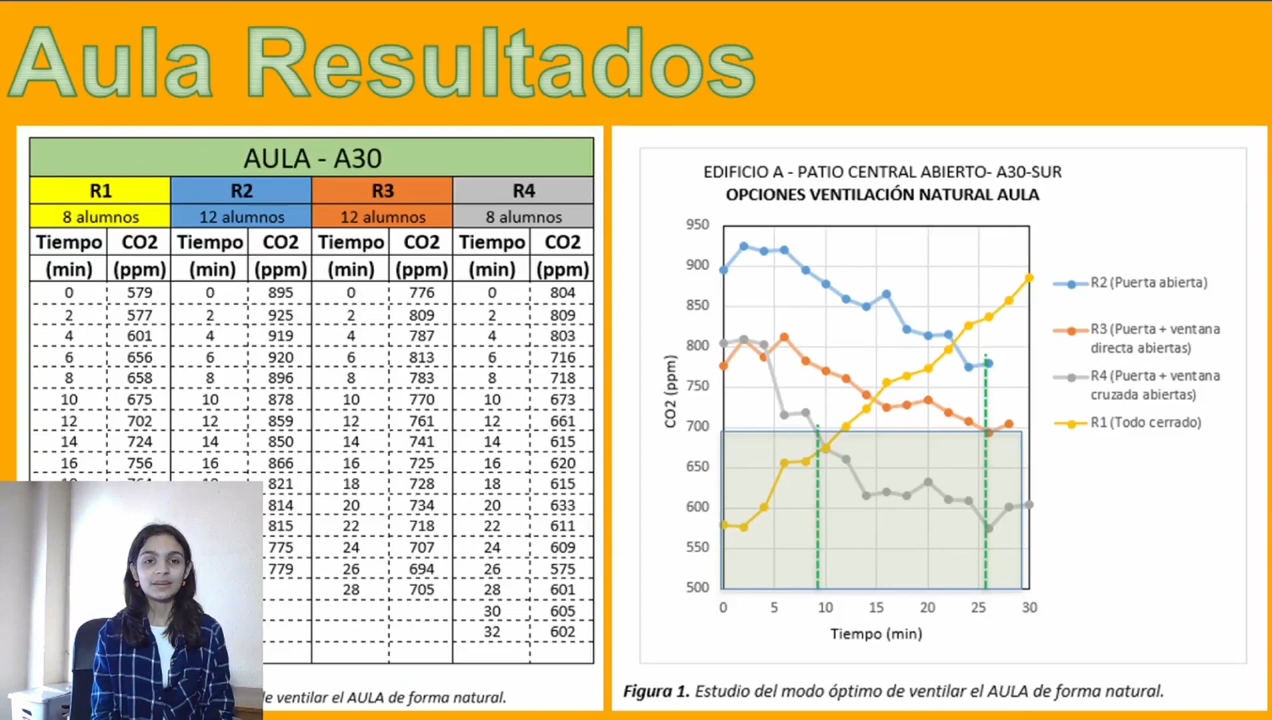 Aula Resultados
AULA - A30
R1 R2 R3 R4
8 alumnos 12 alumnos 12 alumnos 8 alumnos
Tiempo CO2 Tiempo CO2 Tiempo CO2 Tiempo CO2
(min) (ppm) (min) (ppm) (min) (ppm) (min) (ppm)
0 579 0 895 0 776 0 804
2 577 2 925 2 809 2 809
4 601 4 919 4 787 4 803
6 656 6 920 6 813 6 716
8 658 8 896 8 783 8 718
10 675 10 878 10 770 10 673
12 702 12 859 12 761 12 661
14 724 14 850 14 741 14 615
16 756 16 866 16 725 16 620
821 18 728 18 615
814 20 734 20 633
815 22 718 22 611
775 24 707 24 609
779 26 694 26 575
28 705 28 601
30 605
32 602
de ventilar el AULA de forma natural.
EDIFICIO A - PATIO CENTRAL ABIERTO- A30-SUR
OPCIONES VENTILACIÓN NATURAL AULA
950
900
850
800
750
700
650
600
550
500
CO2 (ppm)
0 5 10 15 20 25 30
Tiempo (min)
R2 (Puerta abierta)
R3 (Puerta + ventana
directa abiertas)
R4 (Puerta + ventana
cruzada abiertas)
R1 (Todo cerrado)
Figura 1. Estudio del modo óptimo de ventilar el AULA de forma natural.